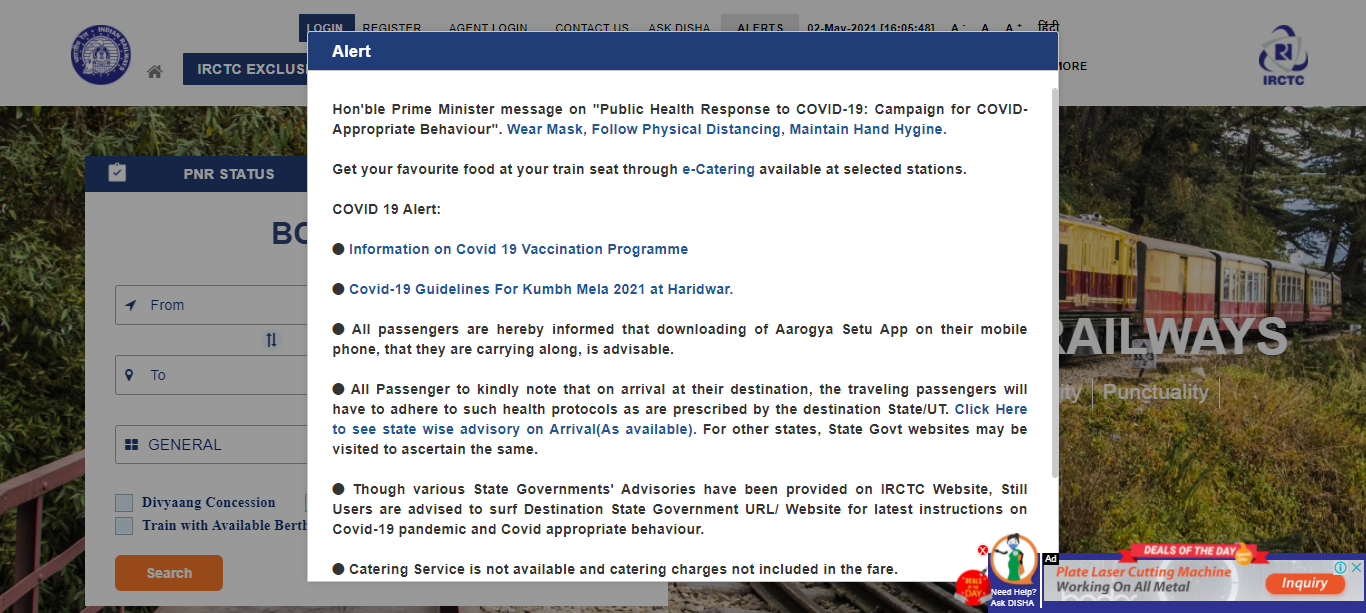 LOGIN REGISTER AGENT LOGIN CONTACT US ASK DISHA ALERTS 02-May-2021 [16:05:48] A - A A + हिंदी
IRCTC EXCLUSI
MORE
IRCTC
Alert
Hon'ble Prime Minister message on "Public Health Response to COVID-19: Campaign for COVID-
Appropriate Behaviour". Wear Mask, Follow Physical Distancing, Maintain Hand Hygine.
Get your favourite food at your train seat through e-Catering available at selected stations.
COVID 19 Alert:
● Information on Covid 19 Vaccination Programme
● Covid-19 Guidelines For Kumbh Mela 2021 at Haridwar.
● All passengers are hereby informed that downloading of Aarogya Setu App on their mobile
phone, that they are carrying along, is advisable.
● All Passenger to kindly note that on arrival at their destination, the traveling passengers will
have to adhere to such health protocols as are prescribed by the destination State/UT. Click Here
to see state wise advisory on Arrival(As available). For other states, State Govt websites may be
visited to ascertain the same.
● Though various State Governments' Advisories have been provided on IRCTC Website, Still
Users are advised to surf Destination State Government URL/ Website for latest instructions on
Covid-19 pandemic and Covid appropriate behaviour.
● Catering Service is not available and catering charges not included in the fare.
PNR STATUS
BO
From
To
GENERAL
Divyaang Concession
Train with Available Berth
Search
RAILWAYS
ity | Punctuality
Need Help?
Ask DISHA
Ad
DEALS OF THE DAY
Plate Laser Cutting Machine
Working On All Metal
Inquiry